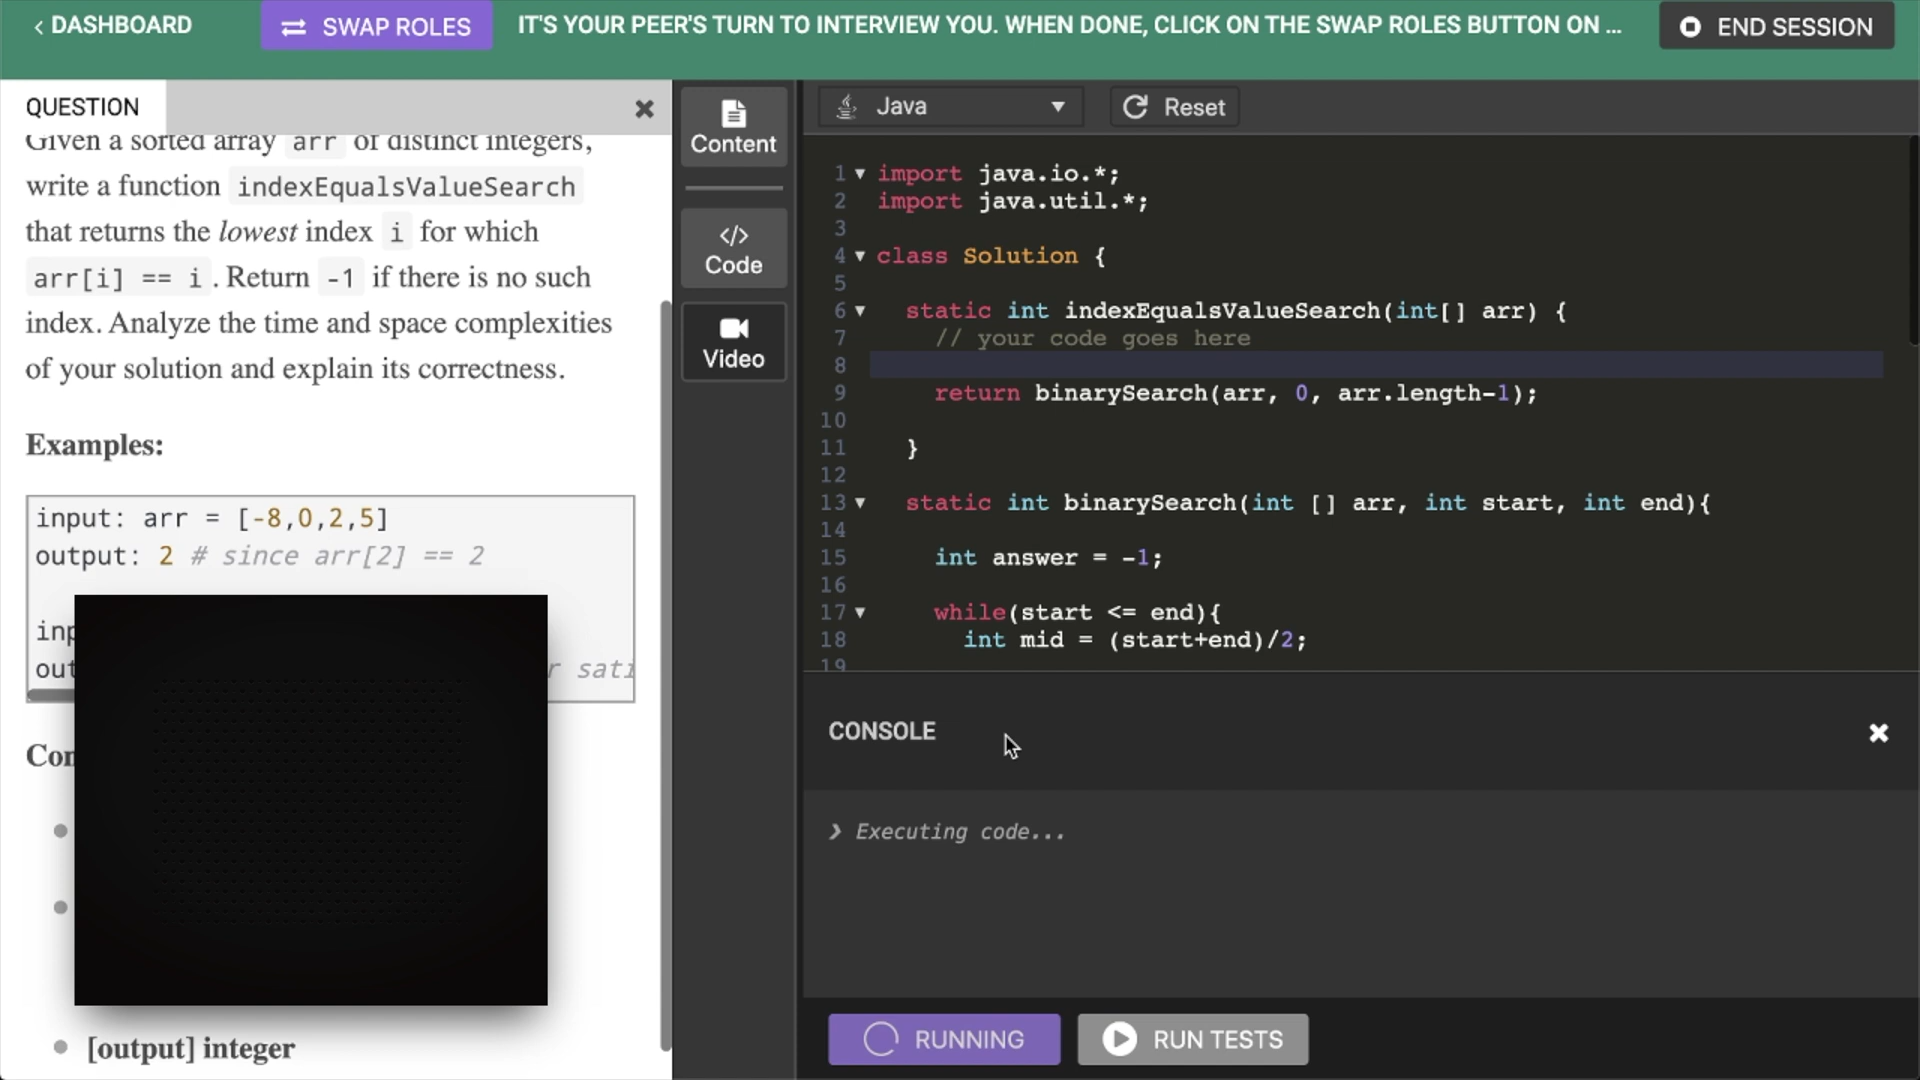 DASHBOARD
SWAP ROLES
IT'S YOUR PEER'S TURN TO INTERVIEW YOU. WHEN DONE, CLICK ON THE SWAP ROLES BUTTON ON ...
END SESSION
QUESTION
Given a sorted array arr of distinct integers,
write a function indexEqualsValueSearch
that returns the lowest index i for which
arr[i] == i. Return -1 if there is no such
index. Analyze the time and space complexities
of your solution and explain its correctness.
Examples:
input: arr = [-8,0,2,5]
output: 2 # since arr[2] == 2
[output] integer
Content
Code
Video
Java
Reset
1 import java.io.*;
2 import java.util.*;
3
4 class Solution {
5
6 static int indexEqualsValueSearch(int[] arr) {
7 // your code goes here
8
9 return binarySearch(arr, 0, arr.length-1);
10
11 }
12
13 static int binarySearch(int [] arr, int start, int end){
14
15 int answer = -1;
16
17 while(start <= end){
18 int mid = (start+end)/2;
19
CONSOLE
Executing code...
RUNNING
RUN TESTS